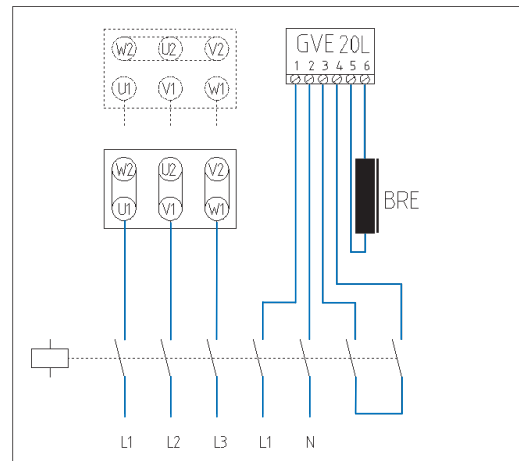 GVE 20L
1 2 3 4 5 6
W2 U2 V2
U1 V1 W1
W2 U2 V2
U1 V1 W1
BRE
L1 L2 L3 L1 N